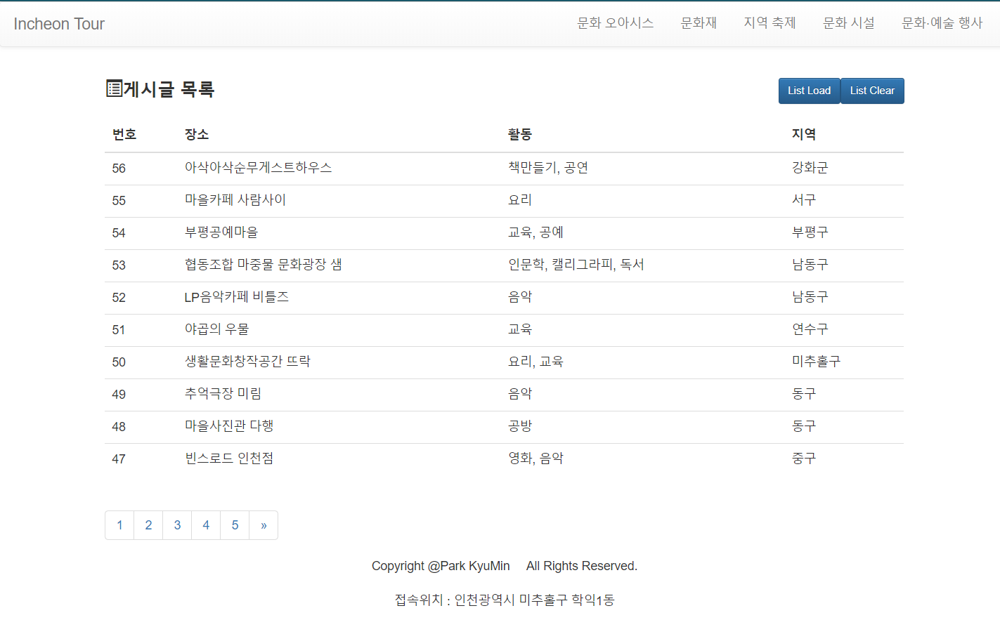 Incheon Tour 문화 오아시스 문화재 지역 축제 문화 시설 문화·예술 행사
게시글 목록 List Load List Clear
번호 장소 활동 지역
56 아삭아삭순무게스트하우스 책만들기, 공연 강화군
55 마을카페 사람사이 요리 서구
54 부평공예마을 교육, 공예 부평구
53 협동조합 마중물 문화광장 샘 인문학, 캘리그라피, 독서 남동구
52 LP음악카페 비틀즈 음악 남동구
51 야곱의 우물 교육 연수구
50 생활문화창작공간 뜨락 요리, 교육 미추홀구
49 추억극장 미림 음악 동구
48 마을사진관 다행 공방 동구
47 빈스로드 인천점 영화, 음악 중구
1 2 3 4 5 »
Copyright @Park KyuMin All Rights Reserved.
접속위치 : 인천광역시 미추홀구 학익1동